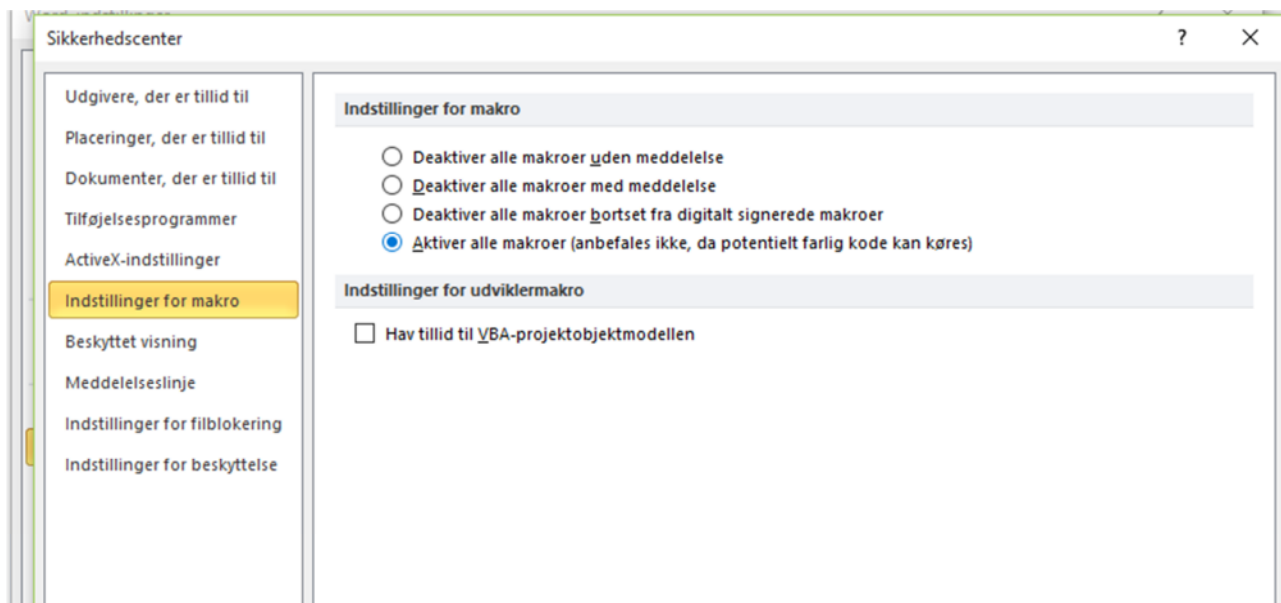 Sikkerhedscenter
?
Udgivere, der er tillid til
Placeringer, der er tillid til
Dokumenter, der er tillid til
Tilføjelsesprogrammer
ActiveX-indstillinger
Indstillinger for makro
Beskyttet visning
Meddelelseslinje
Indstillinger for filblokering
Indstillinger for beskyttelse
Indstillinger for makro
Deaktiver alle makroer uden meddelelse
Deaktiver alle makroer med meddelelse
Deaktiver alle makroer bortset fra digitalt signerede makroer
Aktiver alle makroer (anbefales ikke, da potentielt farlig kode kan køres)
Indstillinger for udviklermakro
Hav tillid til VBA-projektobjektmodellen